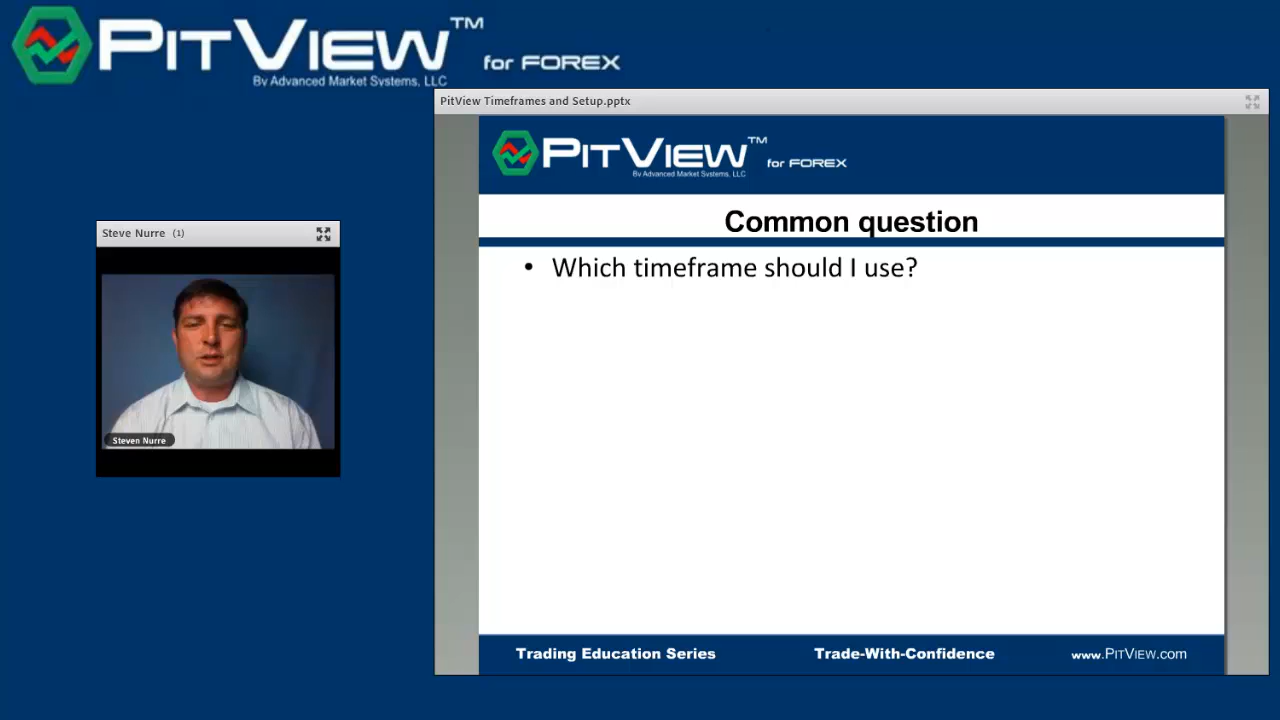 PITVIEW™ for FOREX
By Advanced Market Systems, LLC
PitView Timeframes and Setup.pptx
PITVIEW™ for FOREX
By Advanced Market Systems, LLC
Common question
Steve Nurre (1)
• Which timeframe should I use?
Steven Nurre
Trading Education Series
Trade-With-Confidence
www.PITVIEW.com